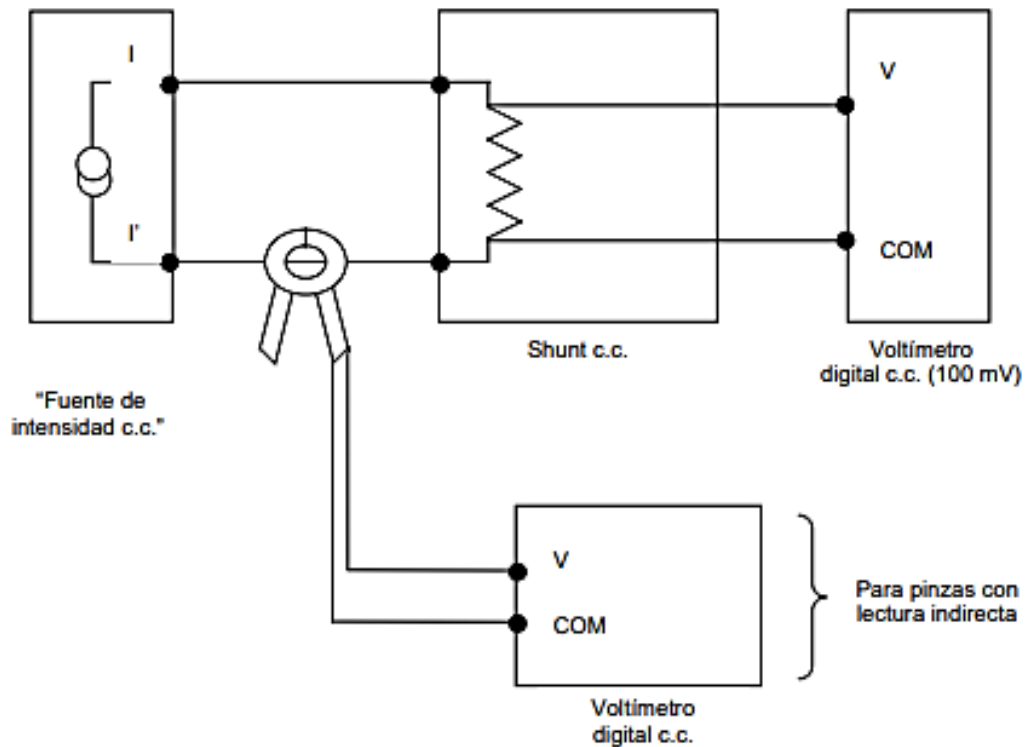 I
I'
"Fuente de
intensidad c.c."
Shunt c.c.
V
COM
Voltímetro
digital c.c. (100 mV)
V
COM
Para pinzas con
lectura indirecta
Voltímetro
digital c.c.